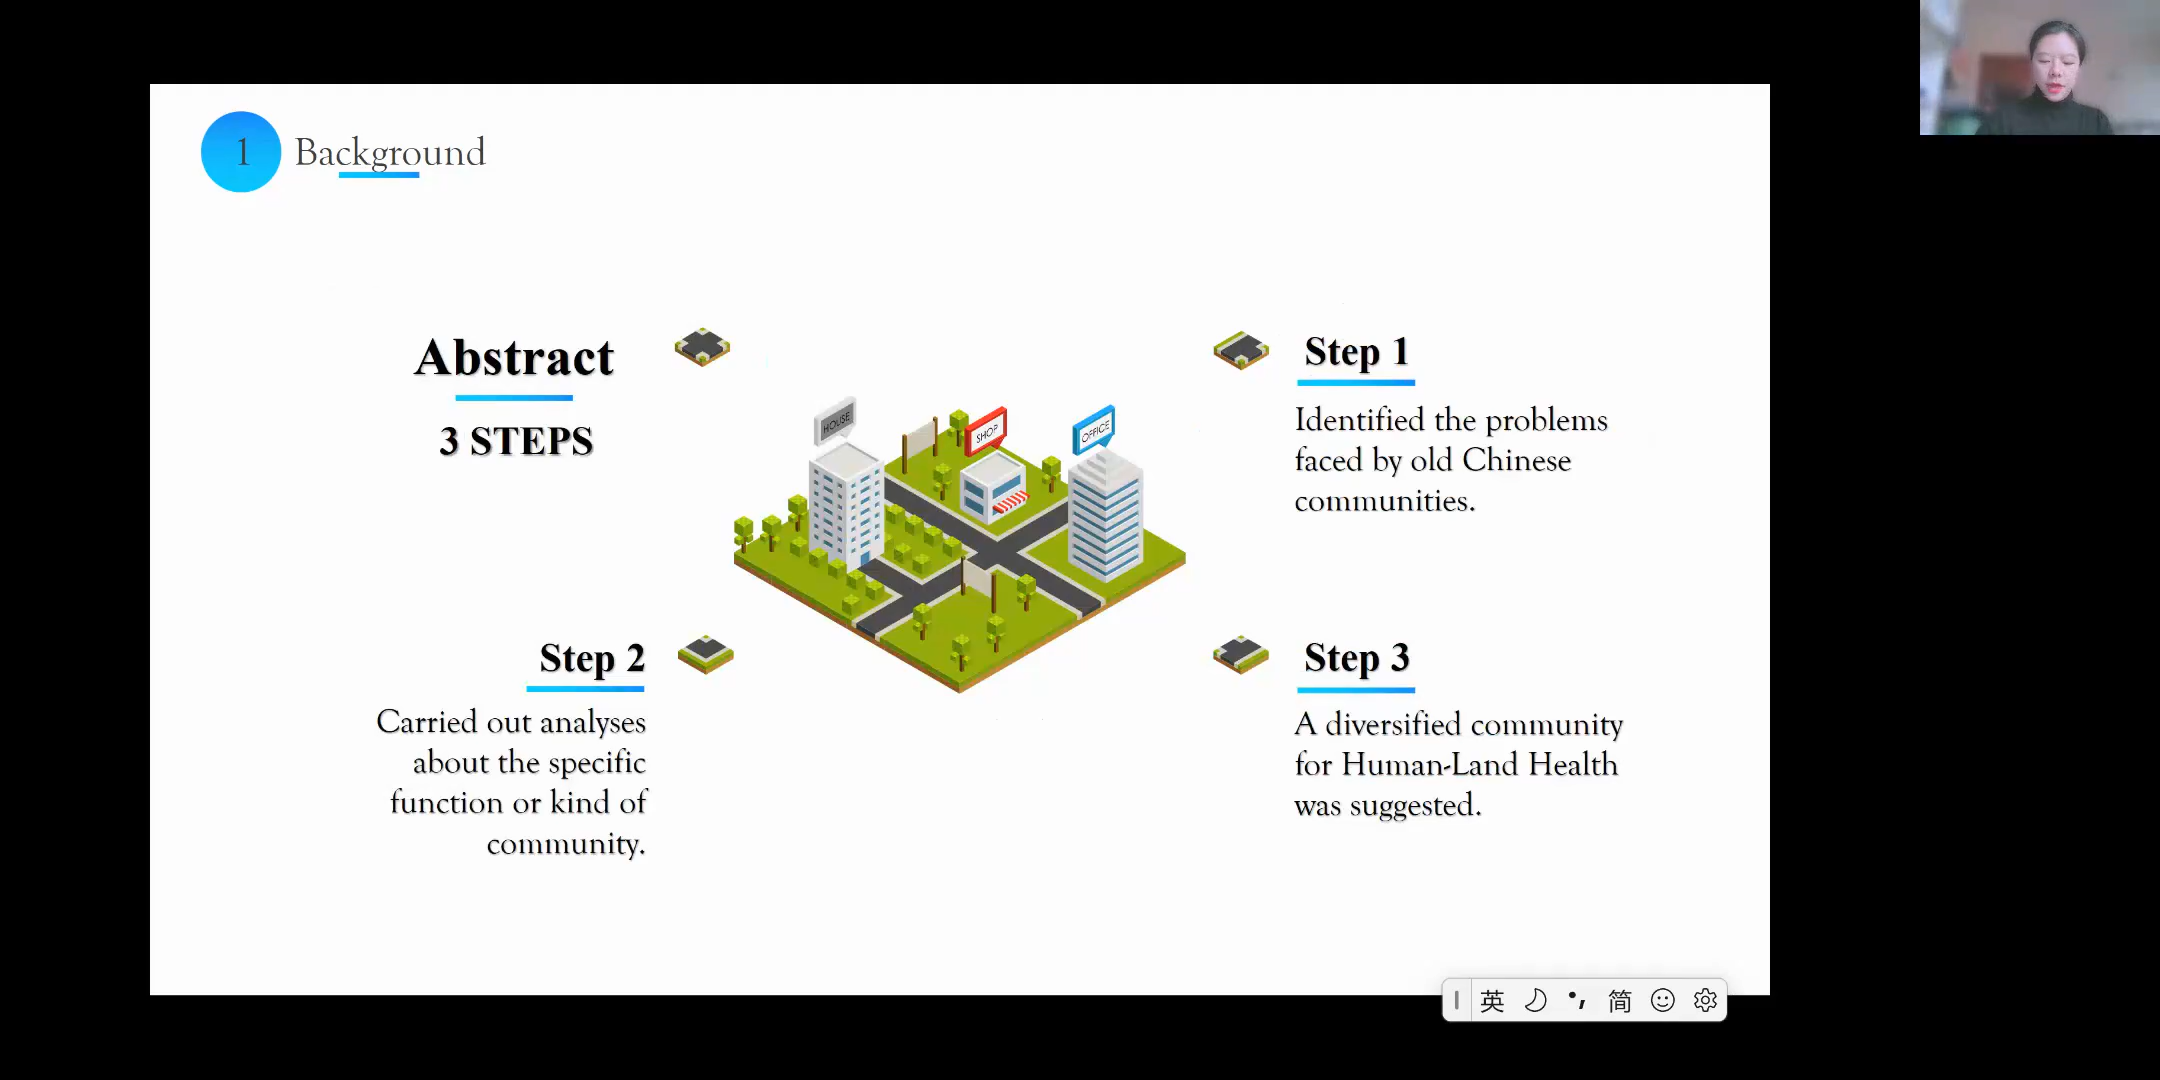 1 Background
Abstract
3 STEPS
Step 1
Identified the problems
faced by old Chinese
communities.
HOUSE
SHOP
OFFICE
Step 2
Carried out analyses
about the specific
function or kind of
community.
Step 3
A diversified community
for Human-Land Health
was suggested.
英 简